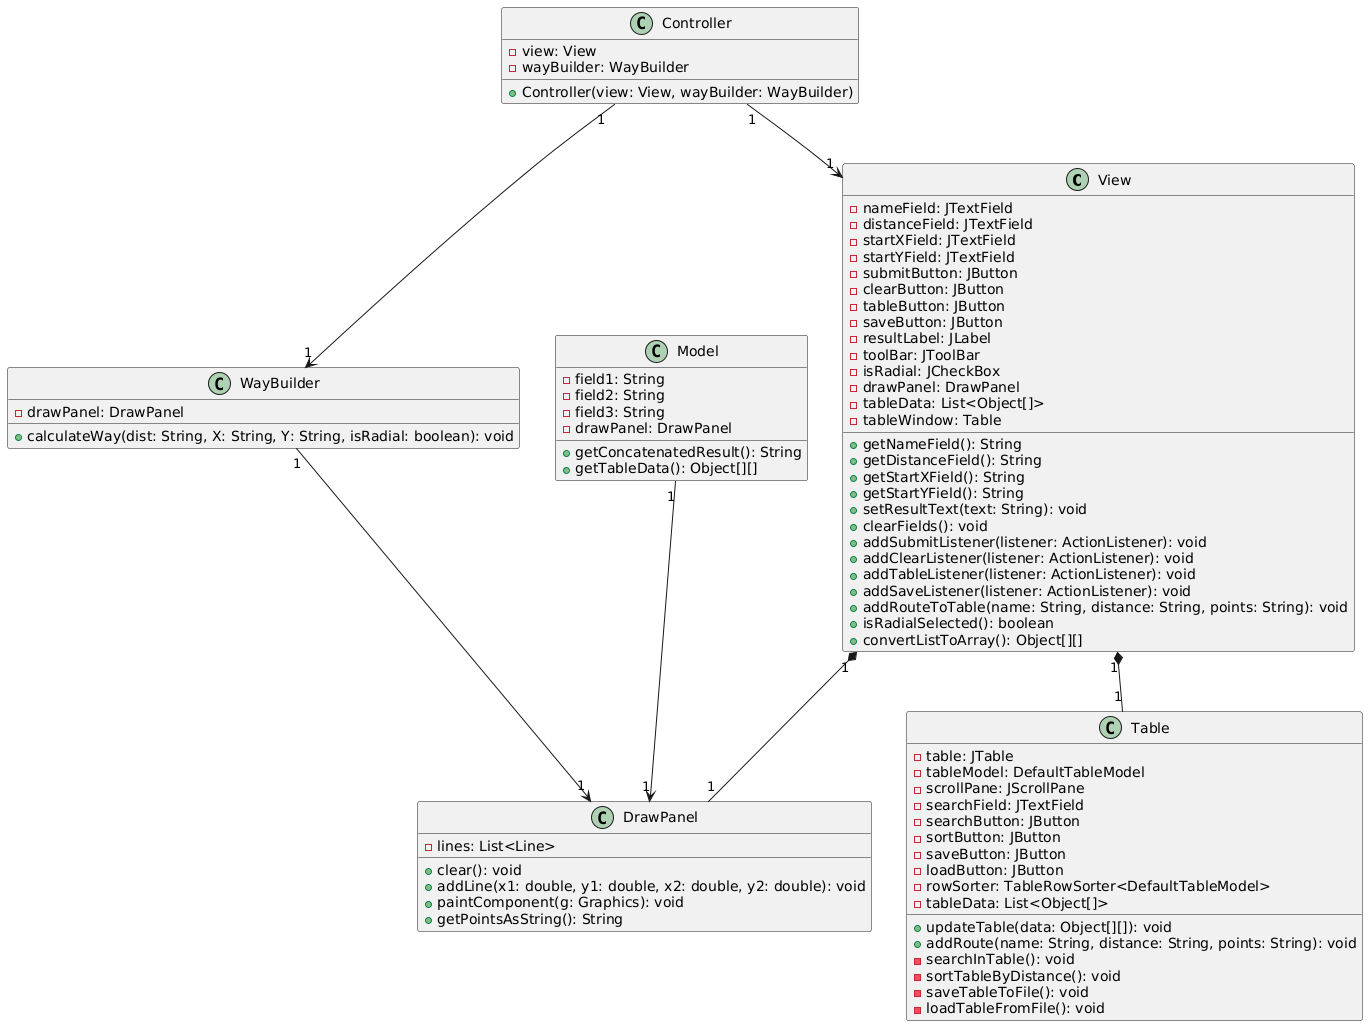 C Controller
view: View
wayBuilder: WayBuilder
Controller(view: View, wayBuilder: WayBuilder)
1
1
1
1
C View
nameField: JTextField
distanceField: JTextField
startXField: JTextField
startYField: JTextField
submitButton: JButton
clearButton: JButton
tableButton: JButton
saveButton: JButton
resultLabel: JLabel
toolBar: JToolBar
isRadial: JCheckBox
drawPanel: DrawPanel
tableData: List<Object[]>
tableWindow: Table
getNameField(): String
getDistanceField(): String
getStartXField(): String
getStartYField(): String
setResultText(text: String): void
clearFields(): void
addSubmitListener(listener: ActionListener): void
addClearListener(listener: ActionListener): void
addTableListener(listener: ActionListener): void
addSaveListener(listener: ActionListener): void
addRouteToTable(name: String, distance: String, points: String): void
isRadialSelected(): boolean
convertListToArray(): Object[][]
C WayBuilder
drawPanel: DrawPanel
calculateWay(dist: String, X: String, Y: String, isRadial: boolean): void
C Model
field1: String
field2: String
field3: String
drawPanel: DrawPanel
getConcatenatedResult(): String
getTableData(): Object[][]
1
1
1
1
1
1
1
1
C DrawPanel
lines: List<Line>
clear(): void
addLine(x1: double, y1: double, x2: double, y2: double): void
paintComponent(g: Graphics): void
getPointsAsString(): String
C Table
table: JTable
tableModel: DefaultTableModel
scrollPane: JScrollPane
searchField: JTextField
searchButton: JButton
sortButton: JButton
saveButton: JButton
loadButton: JButton
rowSorter: TableRowSorter<DefaultTableModel>
tableData: List<Object[]>
updateTable(data: Object[][]): void
addRoute(name: String, distance: String, points: String): void
searchInTable(): void
sortTableByDistance(): void
saveTableToFile(): void
loadTableFromFile(): void